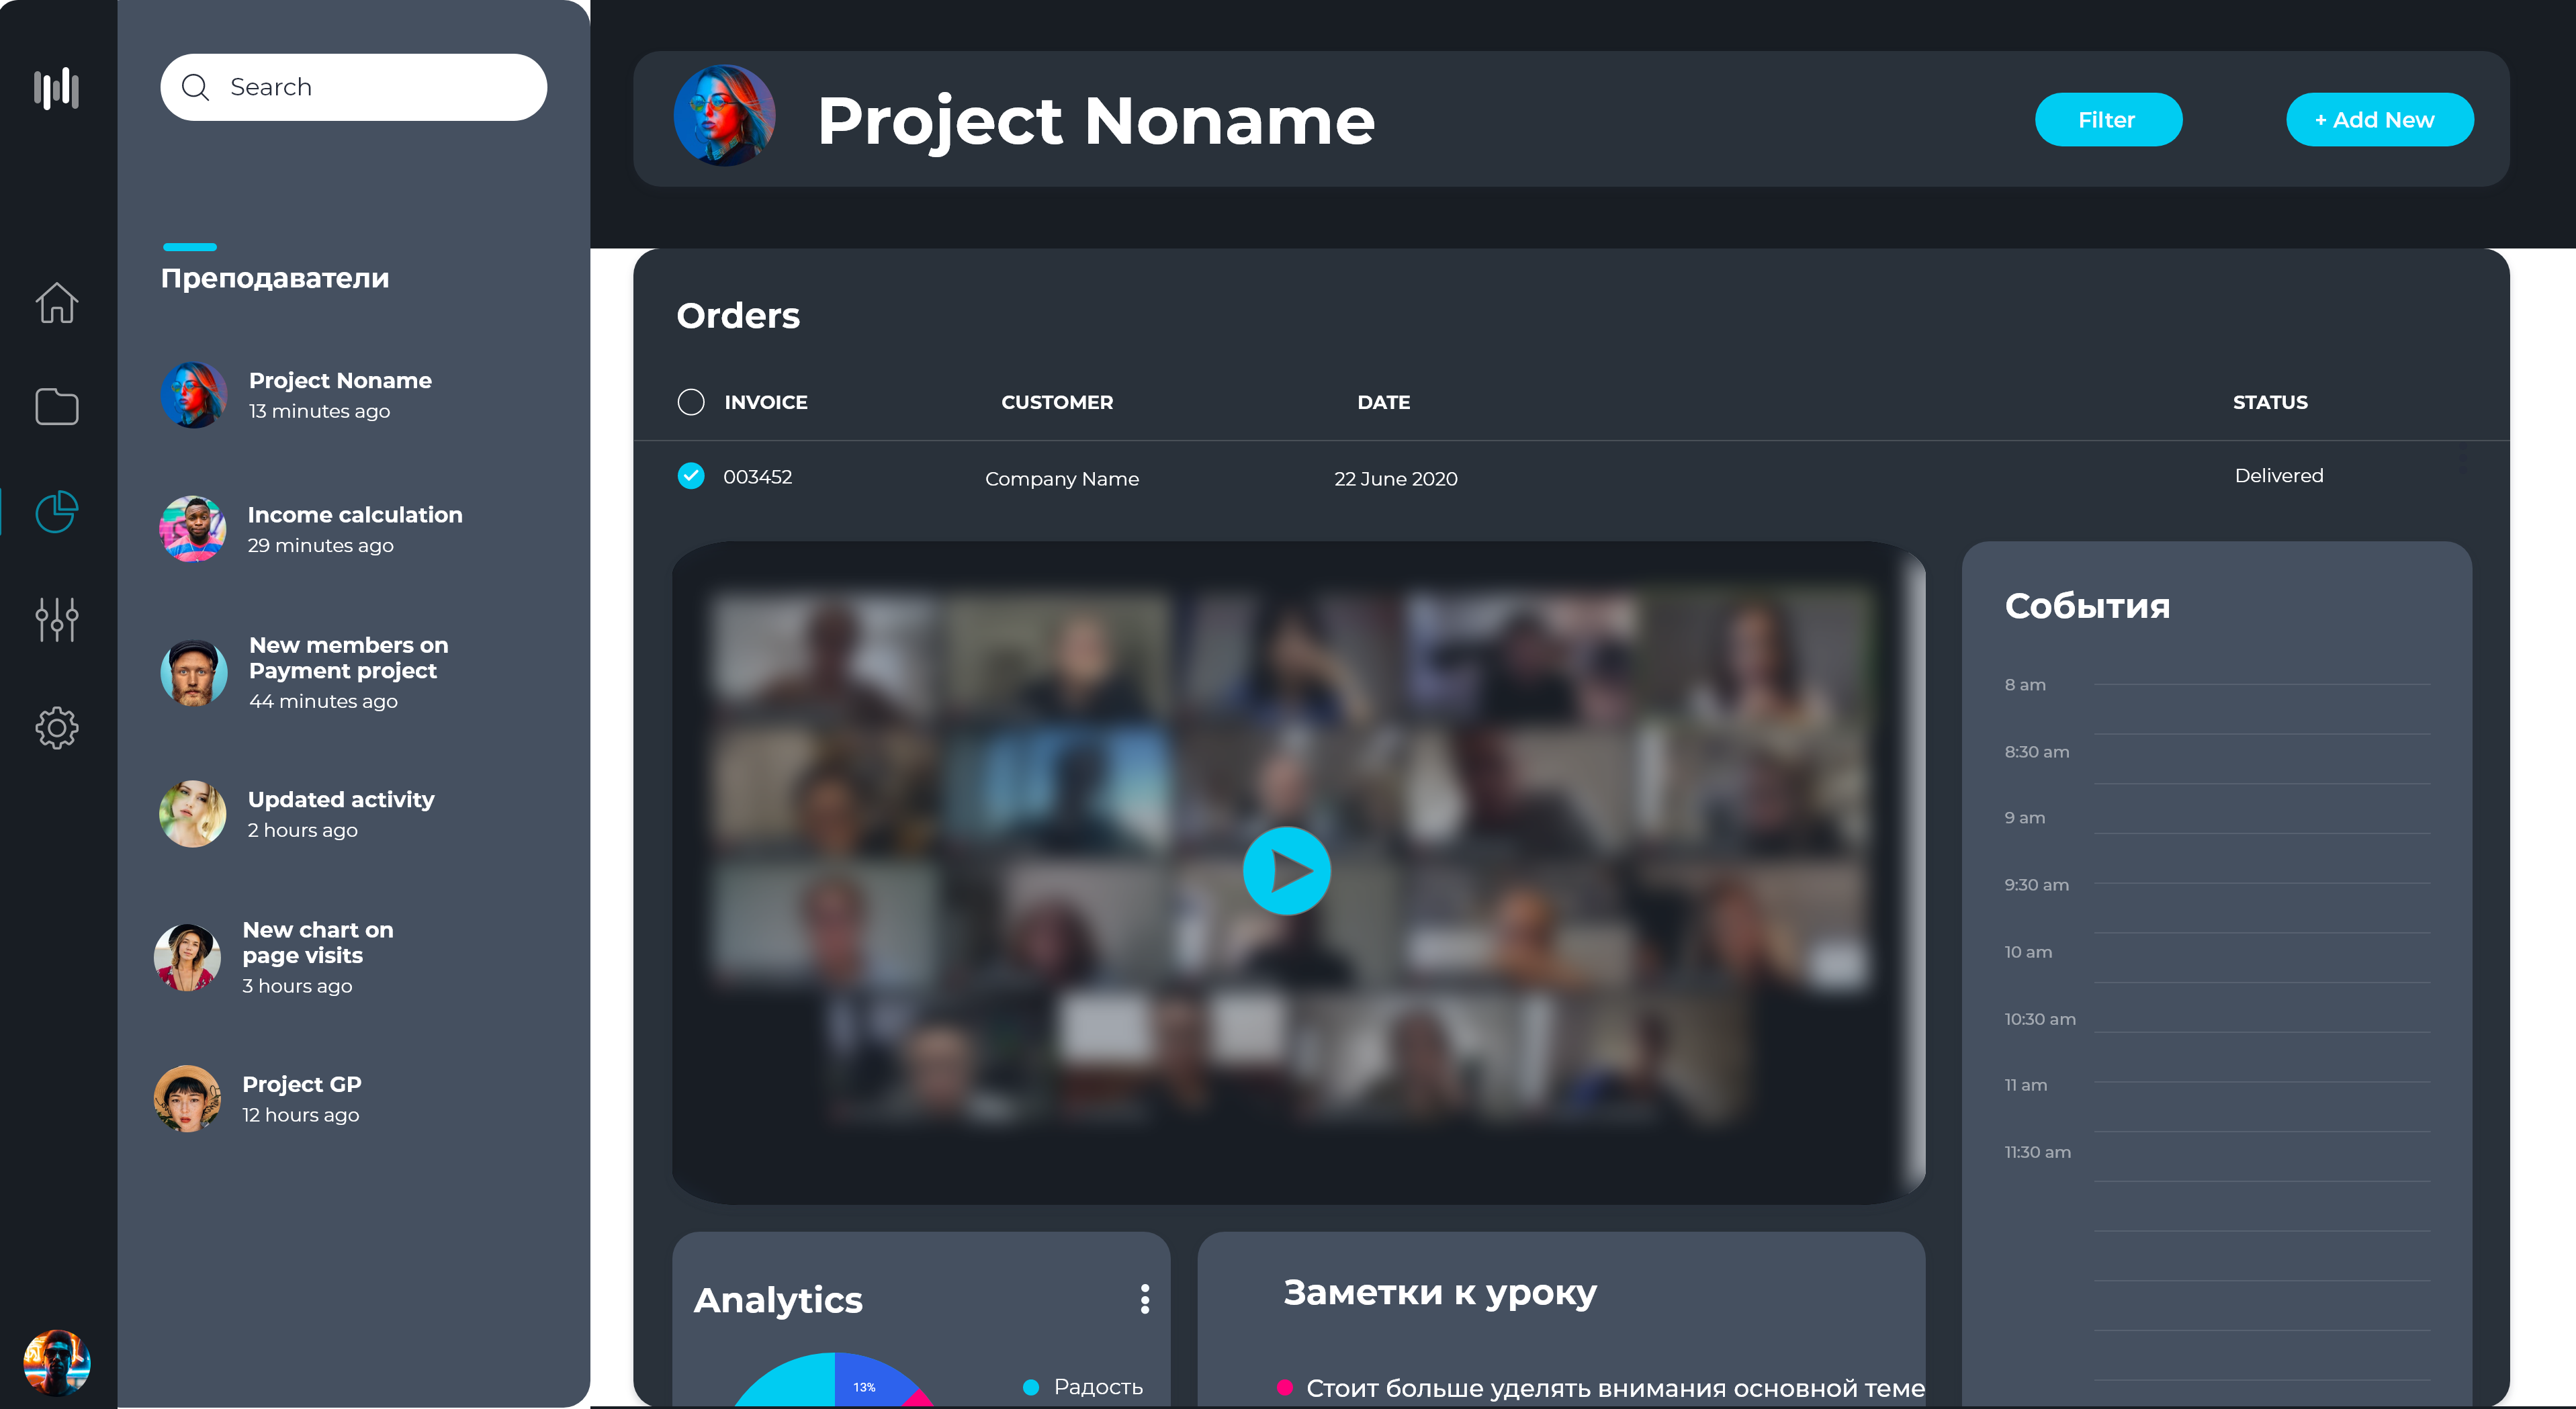 Search
Преподаватели
Project Noname
13 minutes ago
Income calculation
29 minutes ago
New members on
Payment project
44 minutes ago
Updated activity
2 hours ago
New chart on
page visits
3 hours ago
Project GP
12 hours ago
Project Noname
Filter
+ Add New
Orders
INVOICE CUSTOMER DATE STATUS
003452 Company Name 22 June 2020 Delivered
События
8 am
8:30 am
9 am
9:30 am
10 am
10:30 am
11 am
11:30 am
Analytics
13%
Радость
Заметки к уроку
Стоит больше уделять внимания основной теме